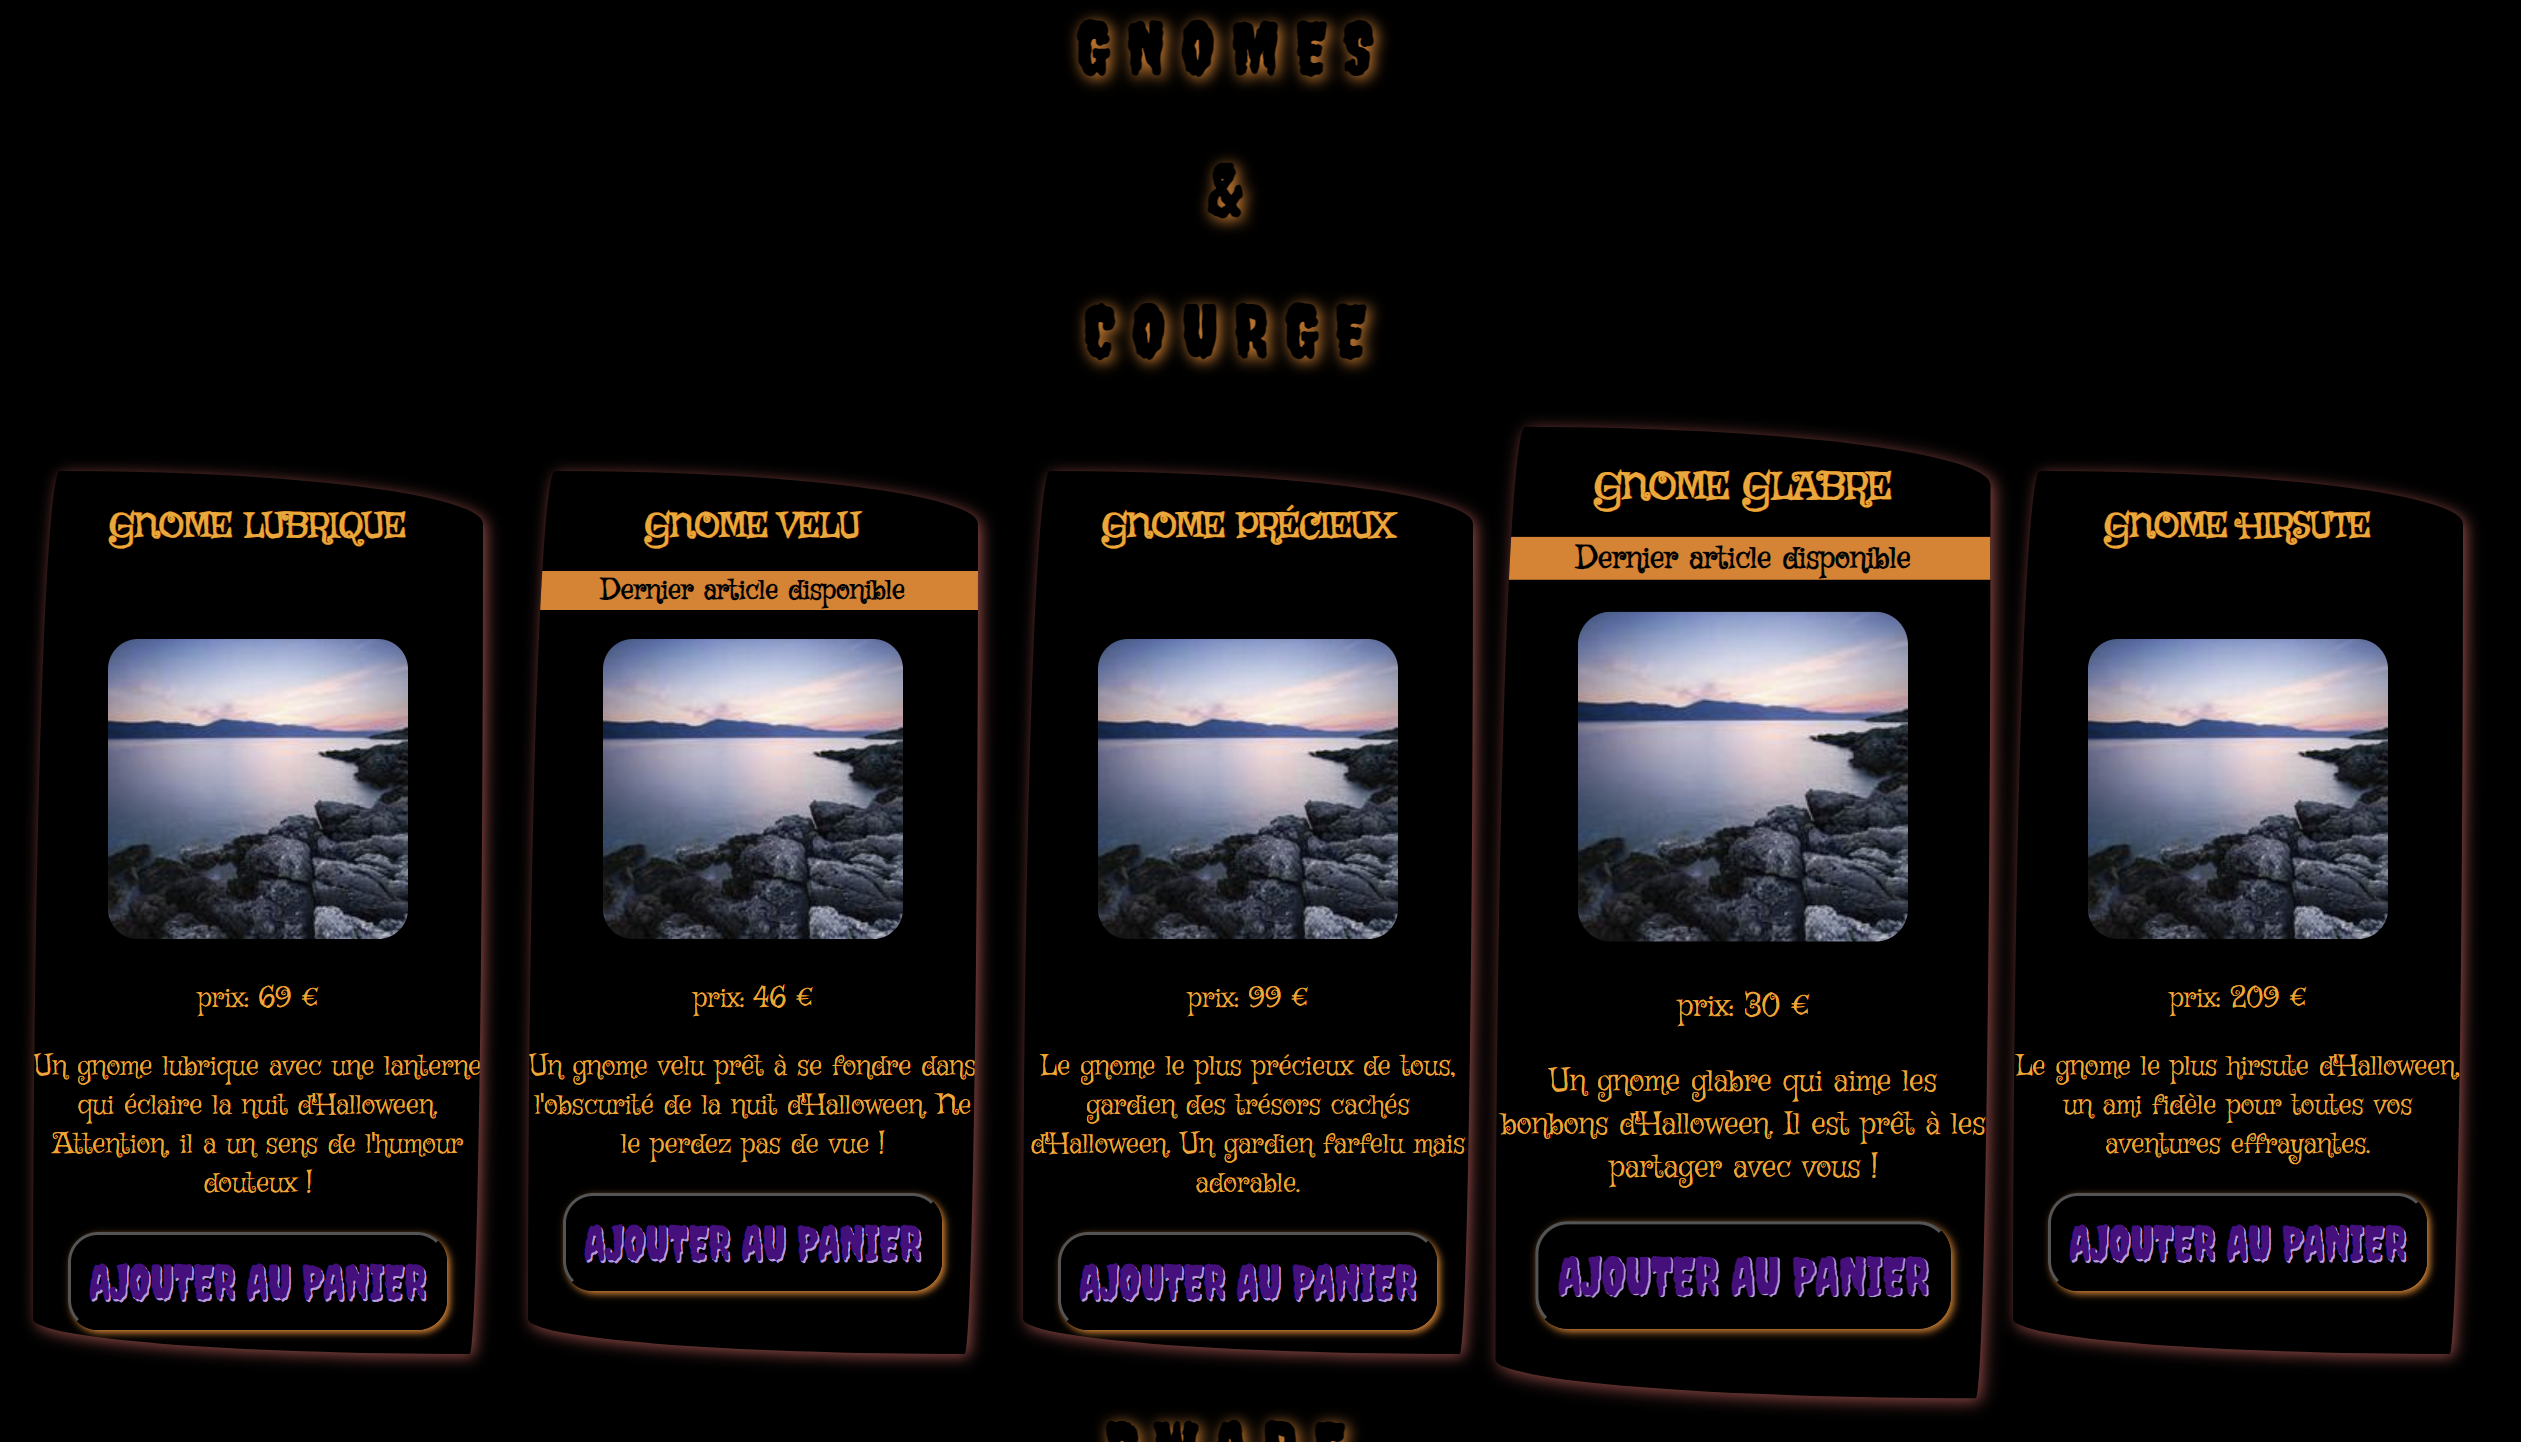 GNOMES
&
COURGE
GNOME LUBRIQUE
prix: 69 €
Un gnome lubrique avec une lanterne
qui éclaire la nuit d'Halloween.
Attention, il a un sens de l'humour
douteux !
AJOUTER AU PANIER
GNOME VELU
Dernier article disponible
prix: 46 €
Un gnome velu prêt à se fondre dans
l'obscurité de la nuit d'Halloween. Ne
le perdez pas de vue !
AJOUTER AU PANIER
GNOME PRÉCIEUX
prix: 99 €
Le gnome le plus précieux de tous,
gardien des trésors cachés
d'Halloween. Un gardien farfelu mais
adorable.
AJOUTER AU PANIER
GNOME GLABRE
Dernier article disponible
prix: 30 €
Un gnome glabre qui aime les
bonbons d'Halloween. Il est prêt à les
partager avec vous !
AJOUTER AU PANIER
GNOME HIRSUTE
prix: 209 €
Le gnome le plus hirsute d'Halloween,
un ami fidèle pour toutes vos
aventures effrayantes.
AJOUTER AU PANIER